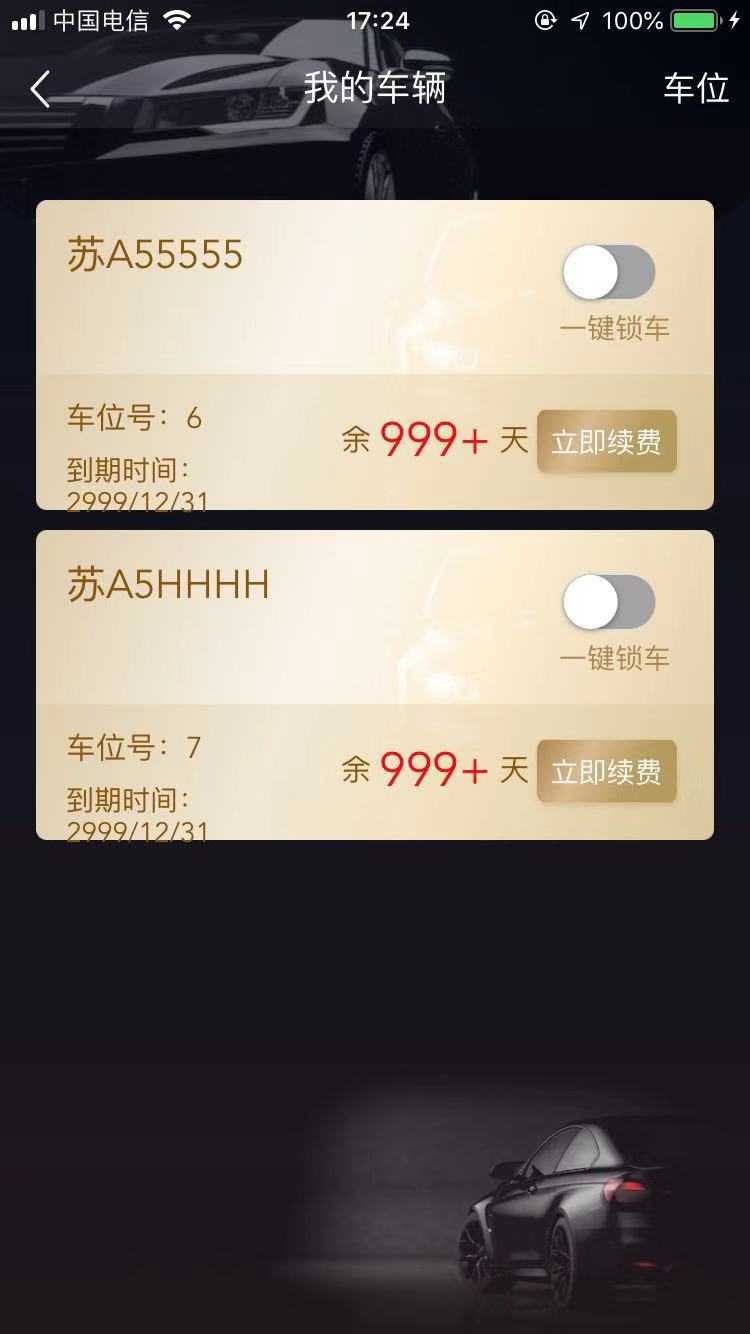 中国电信 17:24 100%
我的车辆 车位
苏A55555
一键锁车
车位号：6
余 999+ 天 立即续费
到期时间：
2999/12/31
苏A5HHHH
一键锁车
车位号：7
余 999+ 天 立即续费
到期时间：
2999/12/31